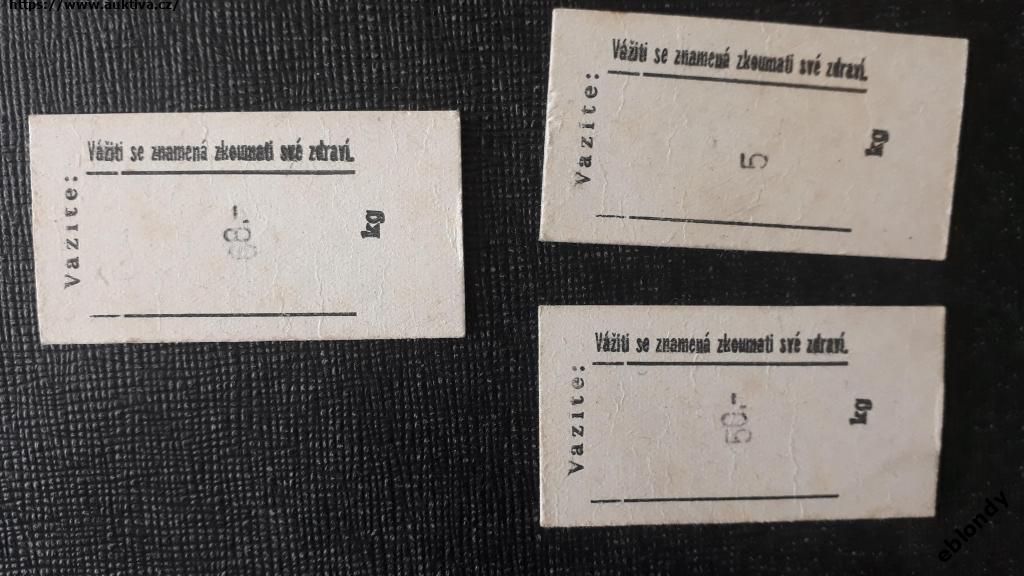 https://www.auktiva.cz/
Vážiti se znamená zkoumati své zdraví.
Vazite:
68.-
kg
Vážiti se znamená zkoumati své zdraví.
Vazite:
5
kg
Vážiti se znamená zkoumati své zdraví.
Vazite:
50.-
kg
eblondy